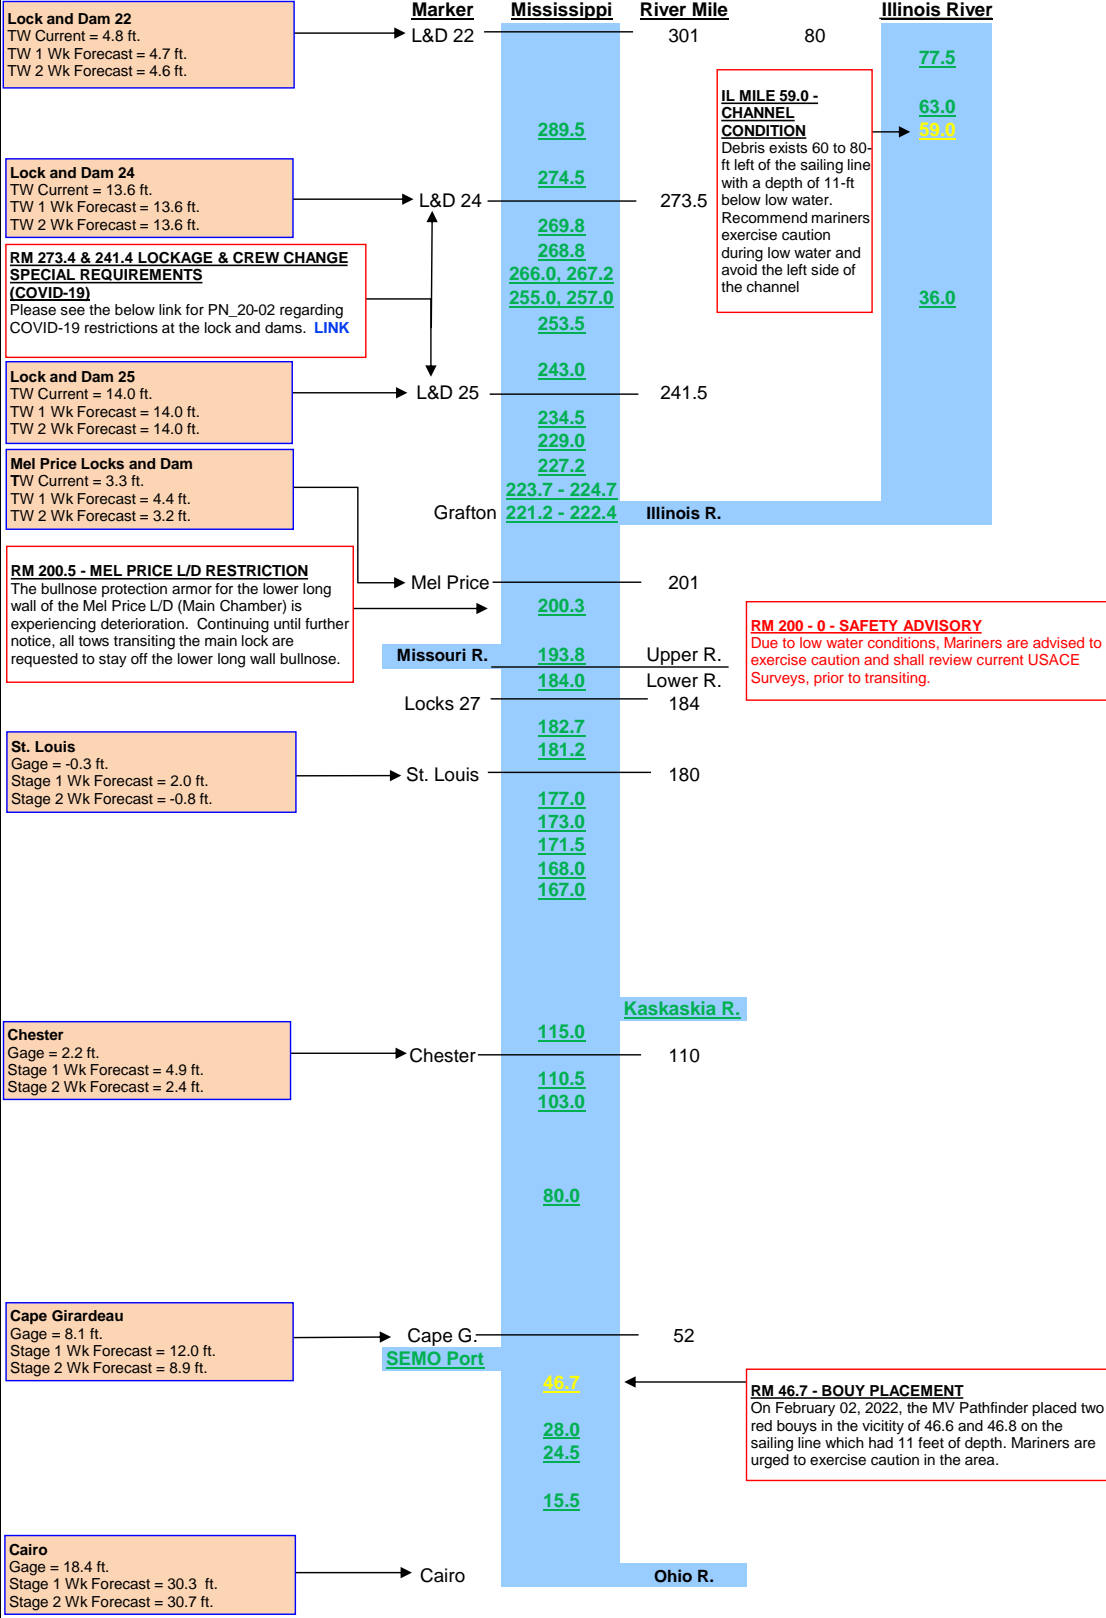 Marker Mississippi River Mile Illinois River
Lock and Dam 22
TW Current = 4.8 ft.
TW 1 Wk Forecast = 4.7 ft.
TW 2 Wk Forecast = 4.6 ft.
L&D 22 301 80
77.5
63.0
59.0
36.0
IL MILE 59.0 -
CHANNEL
CONDITION
Debris exists 60 to 80-
ft left of the sailing line
with a depth of 11-ft
below low water.
Recommend mariners
exercise caution
during low water and
avoid the left side of
the channel
289.5
274.5
Lock and Dam 24
TW Current = 13.6 ft.
TW 1 Wk Forecast = 13.6 ft.
TW 2 Wk Forecast = 13.6 ft.
L&D 24 273.5
269.8
268.8
266.0, 267.2
255.0, 257.0
253.5
RM 273.4 & 241.4 LOCKAGE & CREW CHANGE
SPECIAL REQUIREMENTS
(COVID-19)
Please see the below link for PN_20-02 regarding
COVID-19 restrictions at the lock and dams. LINK
243.0
Lock and Dam 25
TW Current = 14.0 ft.
TW 1 Wk Forecast = 14.0 ft.
TW 2 Wk Forecast = 14.0 ft.
L&D 25 241.5
234.5
229.0
227.2
223.7 - 224.7
Grafton 221.2 - 222.4 Illinois R.
Mel Price Locks and Dam
TW Current = 3.3 ft.
TW 1 Wk Forecast = 4.4 ft.
TW 2 Wk Forecast = 3.2 ft.
Mel Price 201
RM 200.5 - MEL PRICE L/D RESTRICTION
The bullnose protection armor for the lower long
wall of the Mel Price L/D (Main Chamber) is
experiencing deterioration. Continuing until further
notice, all tows transiting the main lock are
requested to stay off the lower long wall bullnose.
200.3
RM 200 - 0 - SAFETY ADVISORY
Due to low water conditions, Mariners are advised to
exercise caution and shall review current USACE
Surveys, prior to transiting.
Missouri R. 193.8 Upper R.
184.0 Lower R.
Locks 27 184
182.7
181.2
St. Louis
Gage = -0.3 ft.
Stage 1 Wk Forecast = 2.0 ft.
Stage 2 Wk Forecast = -0.8 ft.
St. Louis 180
177.0
173.0
171.5
168.0
167.0
Kaskaskia R.
115.0
Chester
Gage = 2.2 ft.
Stage 1 Wk Forecast = 4.9 ft.
Stage 2 Wk Forecast = 2.4 ft.
Chester 110
110.5
103.0
80.0
Cape Girardeau
Gage = 8.1 ft.
Stage 1 Wk Forecast = 12.0 ft.
Stage 2 Wk Forecast = 8.9 ft.
Cape G. 52
SEMO Port
46.7
RM 46.7 - BOUY PLACEMENT
On February 02, 2022, the MV Pathfinder placed two
red bouys in the vicitity of 46.6 and 46.8 on the
sailing line which had 11 feet of depth. Mariners are
urged to exercise caution in the area.
28.0
24.5
15.5
Cairo
Gage = 18.4 ft.
Stage 1 Wk Forecast = 30.3 ft.
Stage 2 Wk Forecast = 30.7 ft.
Cairo Ohio R.